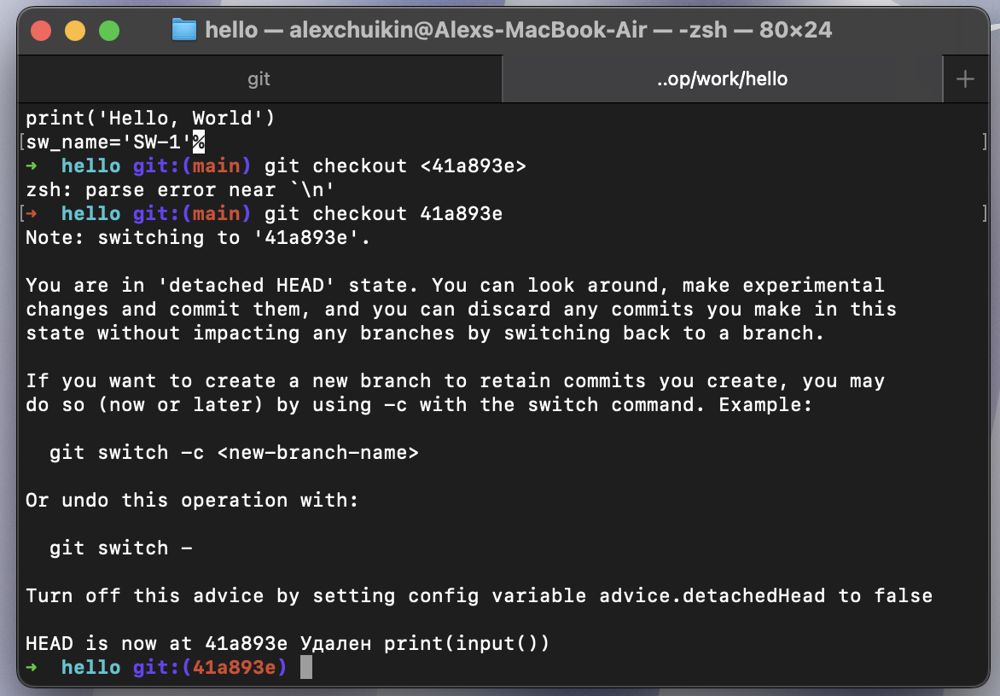 hello — alexchuikin@Alexs-MacBook-Air — -zsh — 80×24
git
..op/work/hello
+
print('Hello, World')
[sw_name='SW-1'% ]
➜  hello git:(main) git checkout <41a893e>
zsh: parse error near `\n'
[➜  hello git:(main) git checkout 41a893e ]
Note: switching to '41a893e'.

You are in 'detached HEAD' state. You can look around, make experimental
changes and commit them, and you can discard any commits you make in this
state without impacting any branches by switching back to a branch.

If you want to create a new branch to retain commits you create, you may
do so (now or later) by using -c with the switch command. Example:

  git switch -c <new-branch-name>

Or undo this operation with:

  git switch -

Turn off this advice by setting config variable advice.detachedHead to false

HEAD is now at 41a893e Удален print(input())
➜  hello git:(41a893e)